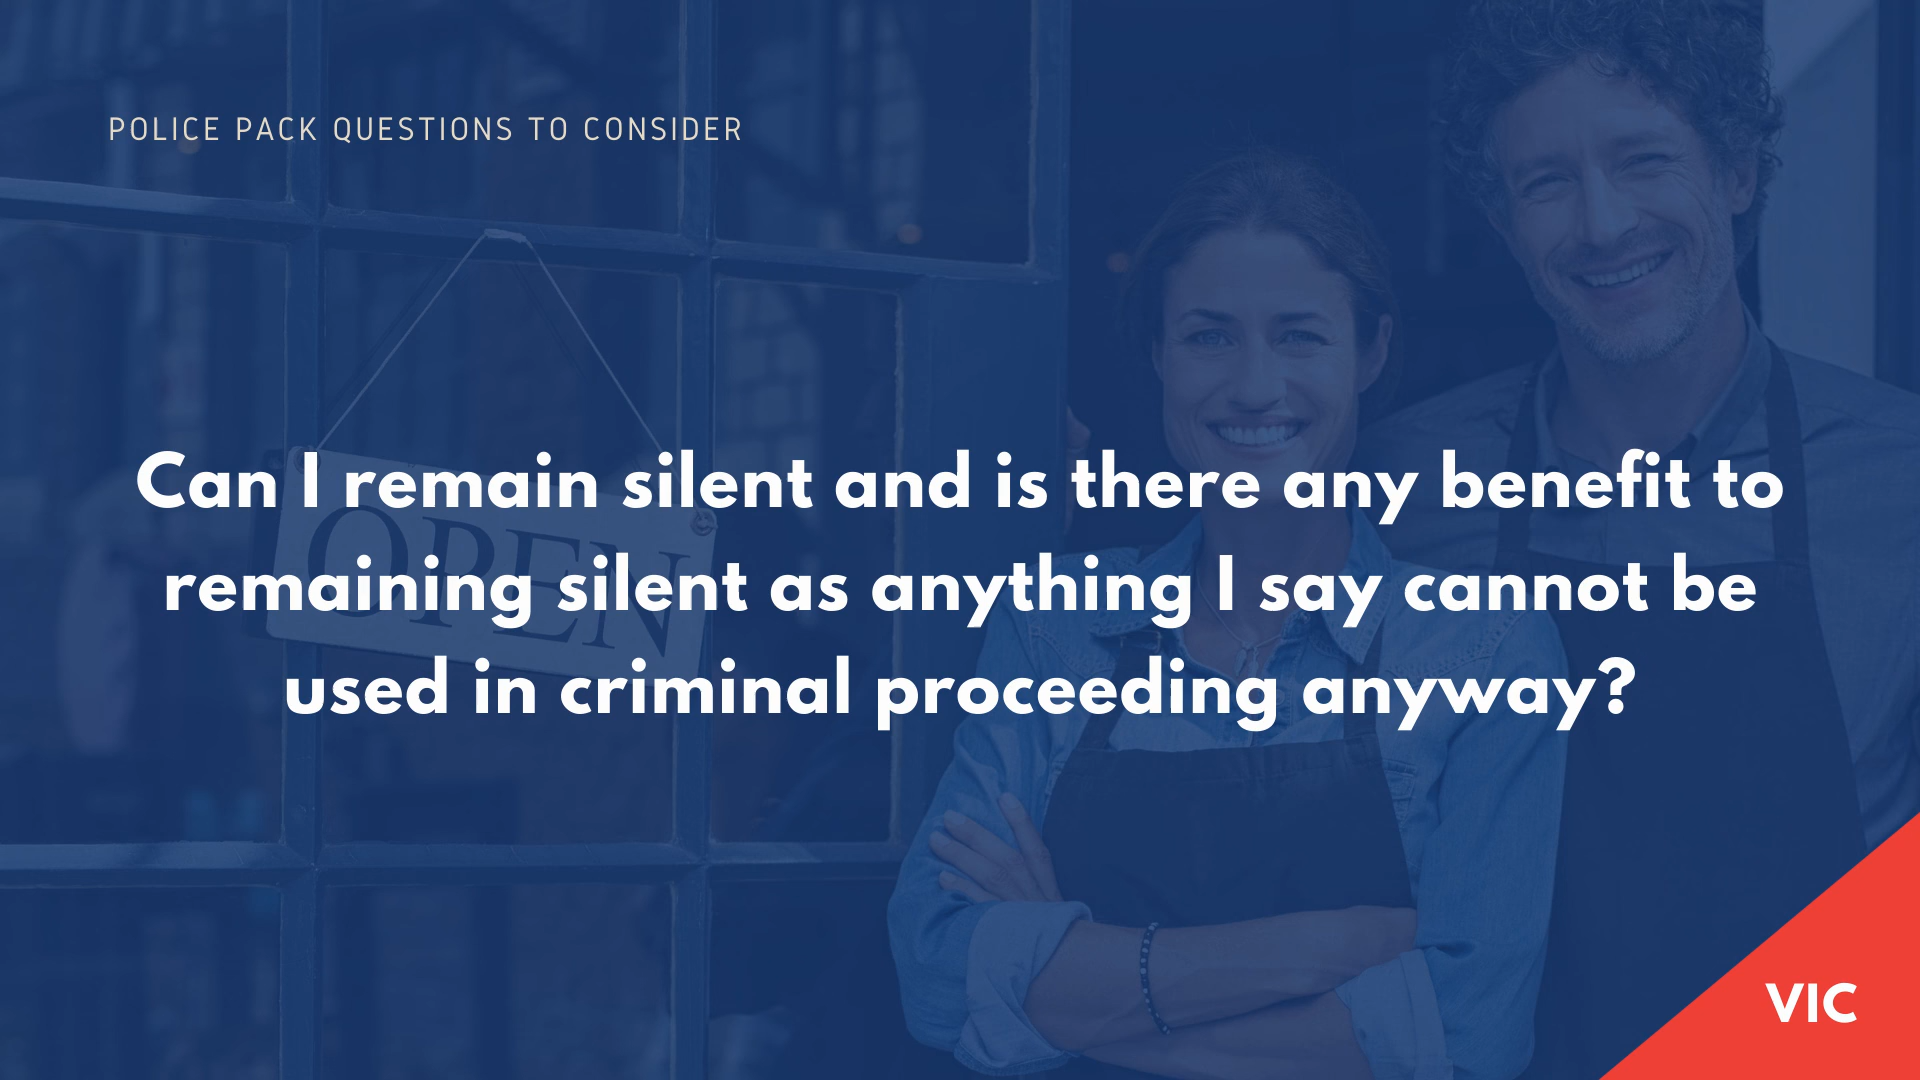 POLICE PACK QUESTIONS TO CONSIDER
Can I remain silent and is there any benefit to
remaining silent as anything I say cannot be
used in criminal proceeding anyway?
OPEN
VIC